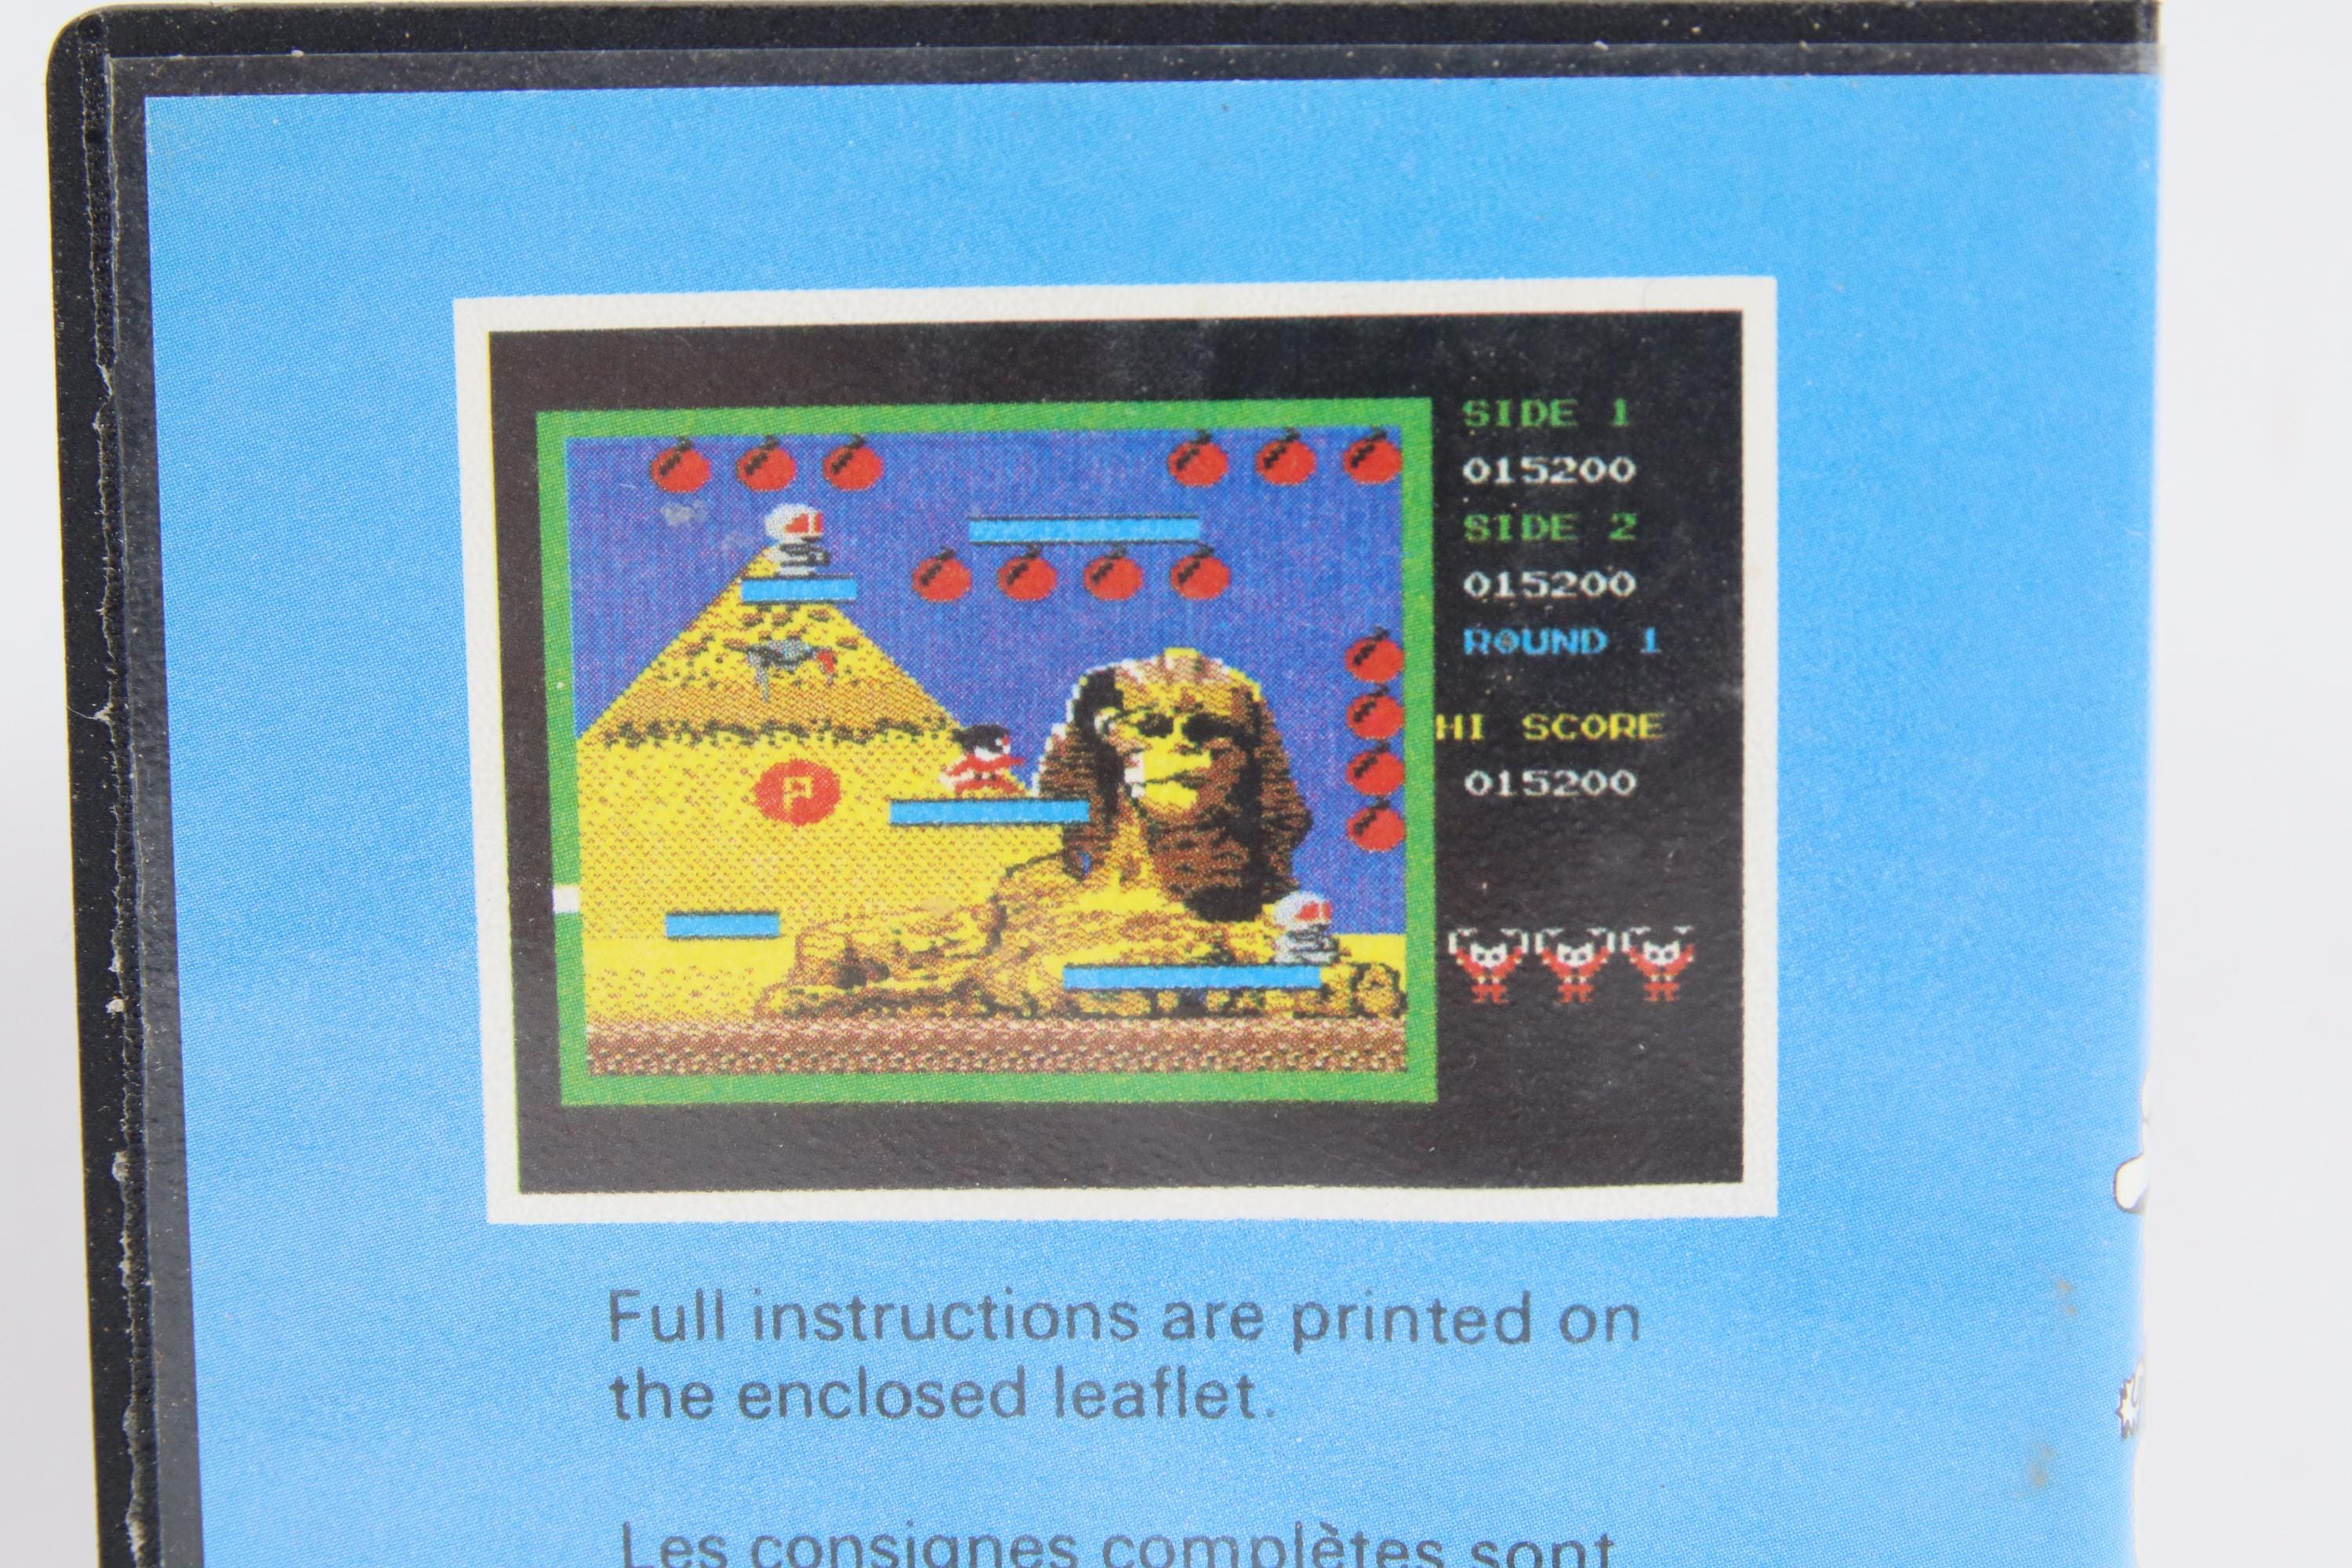 SIDE 1
015200
SIDE 2
015200
ROUND 1
HI SCORE
015200
P
Full instructions are printed on
the enclosed leaflet.
Les consignes complètes sont